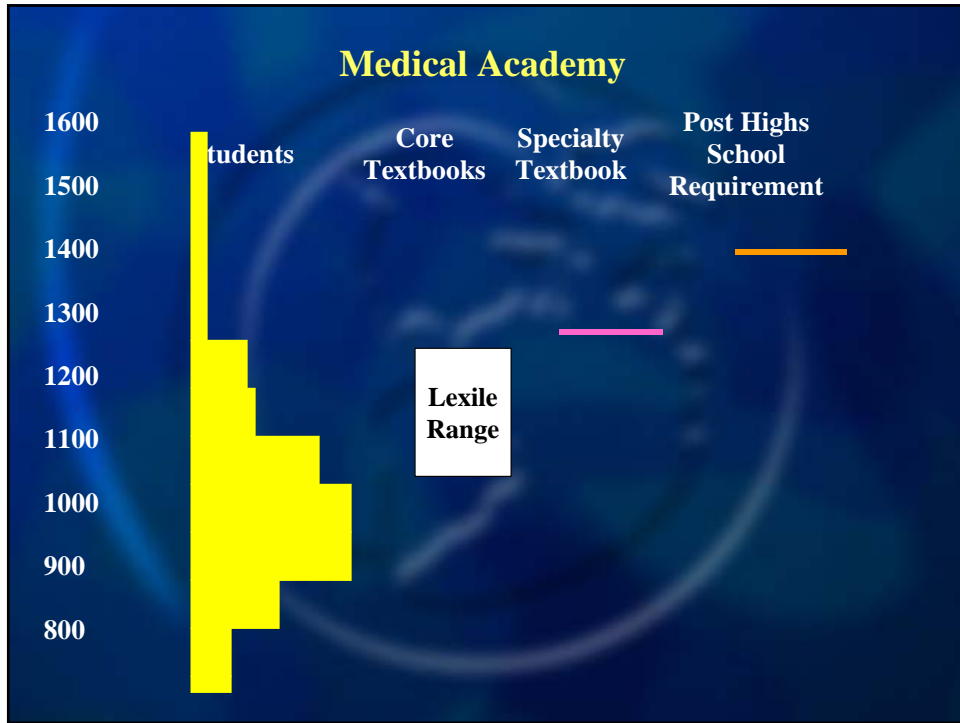 Medical Academy
1600
1500
1400
1300
1200
1100
1000
900
800
tudents
Core
Textbooks
Specialty
Textbook
Post Highs
School
Requirement
Lexile
Range